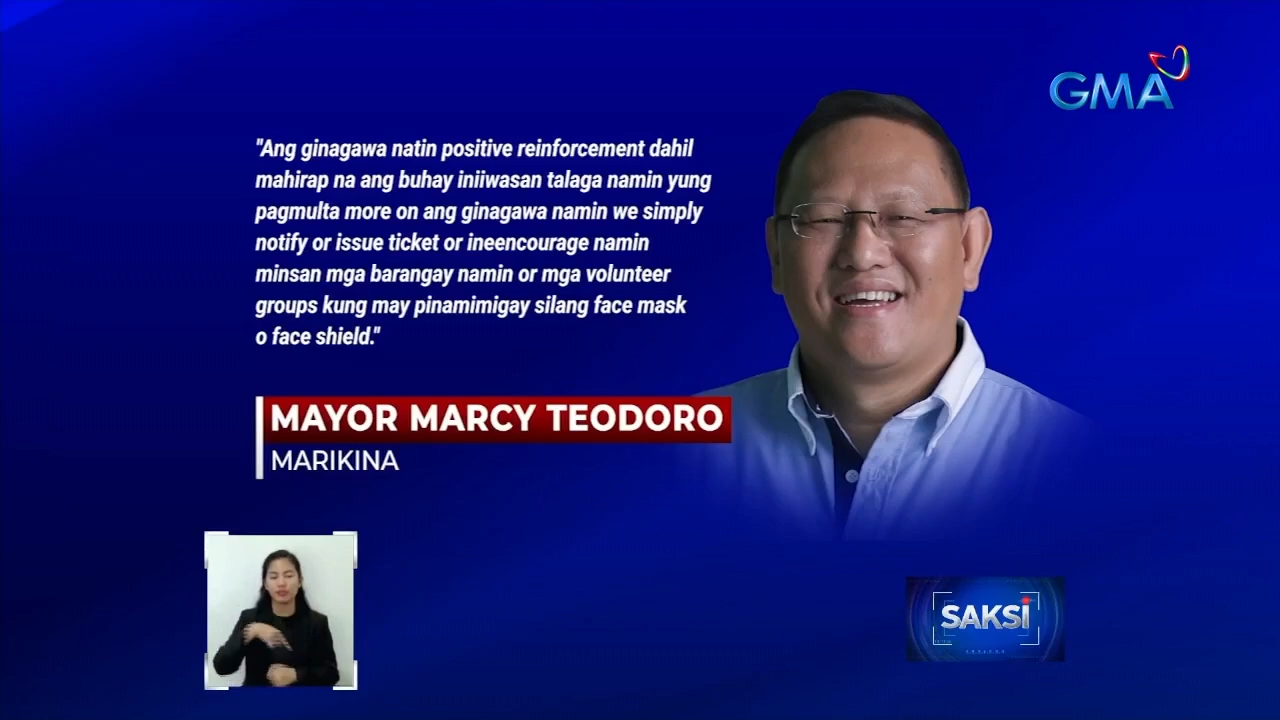 GMA
"Ang ginagawa natin positive reinforcement dahil
mahirap na ang buhay iniiwasan talaga namin yung
pagmulta more on ang ginagawa namin we simply
notify or issue ticket or ineencourage namin
minsan mga barangay namin or mga volunteer
groups kung may pinamimigay silang face mask
o face shield."
MAYOR MARCY TEODORO
MARIKINA
SAKSI